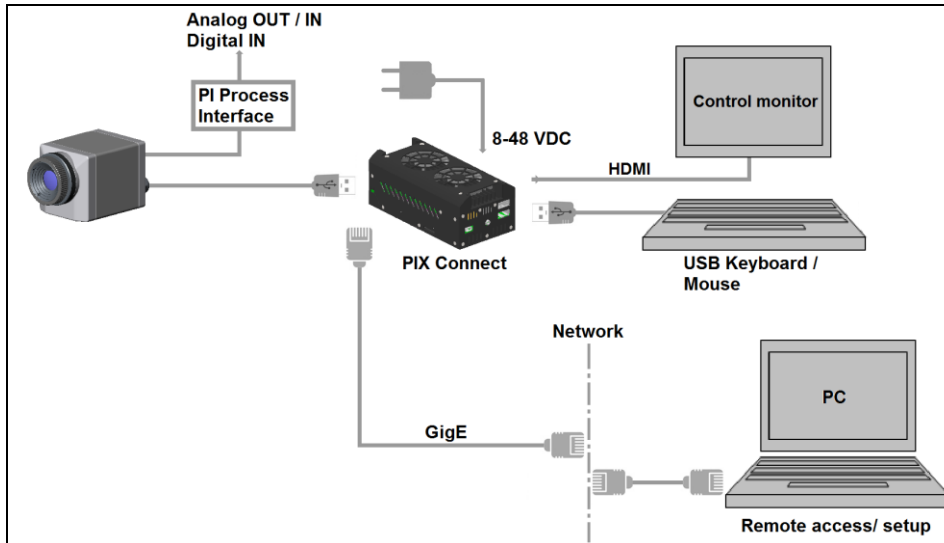 Analog OUT / IN
Digital IN
PI Process
Interface
8-48 VDC
Control monitor
HDMI
PIX Connect
USB Keyboard /
Mouse
Network
PC
GigE
Remote access/ setup